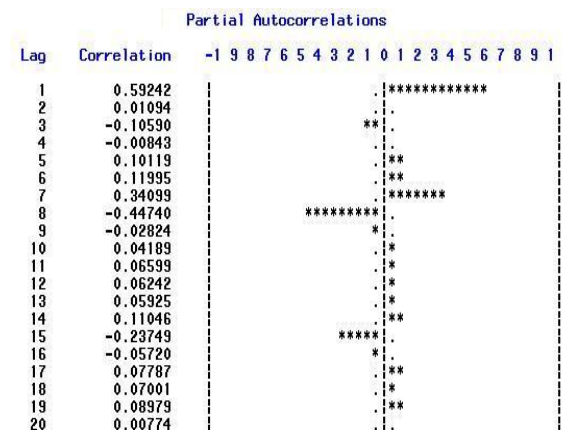 Partial Autocorrelations
Lag Correlation -1 9 8 7 6 5 4 3 2 1 0 1 2 3 4 5 6 7 8 9 1
1 0.59242 | .|************ |
2 0.01094 | .|. |
3 -0.10590 | **|. |
4 -0.00843 | .|. |
5 0.10119 | .|** |
6 0.11995 | .|** |
7 0.34099 | .|******* |
8 -0.44740 | *********|. |
9 -0.02824 | *|. |
10 0.04189 | .|* |
11 0.06599 | .|* |
12 0.06242 | .|* |
13 0.05925 | .|* |
14 0.11046 | .|** |
15 -0.23749 | *****|. |
16 -0.05720 | *|. |
17 0.07787 | .|** |
18 0.07001 | .|* |
19 0.08979 | .|** |
20 0.00774 | .|. |